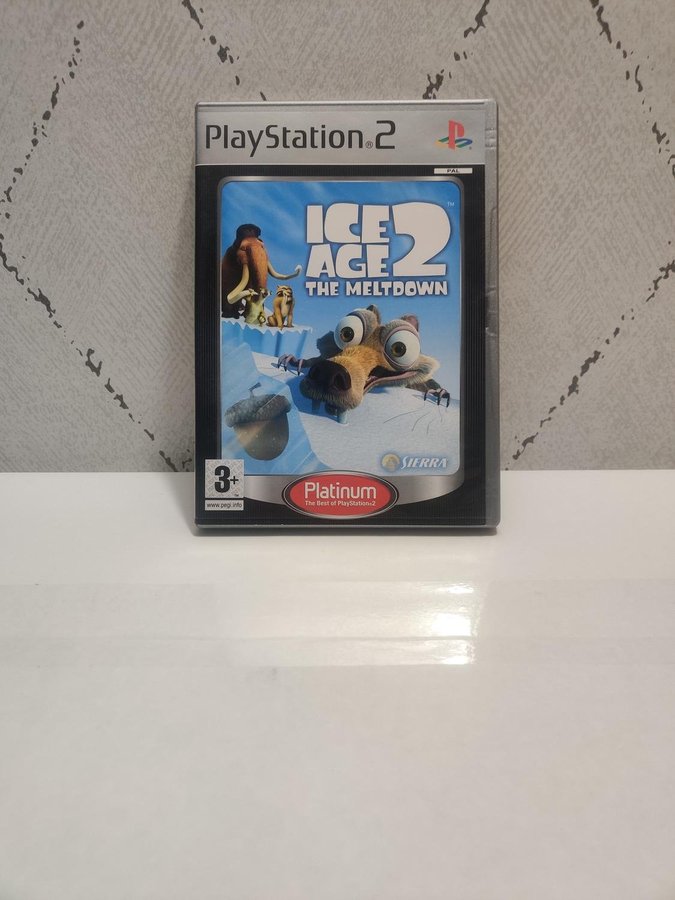 PlayStation®2
PAL
ICE
AGE 2
™
THE MELTDOWN
SIERRA
3+
www.pegi.info
Platinum
The Best of PlayStation®2